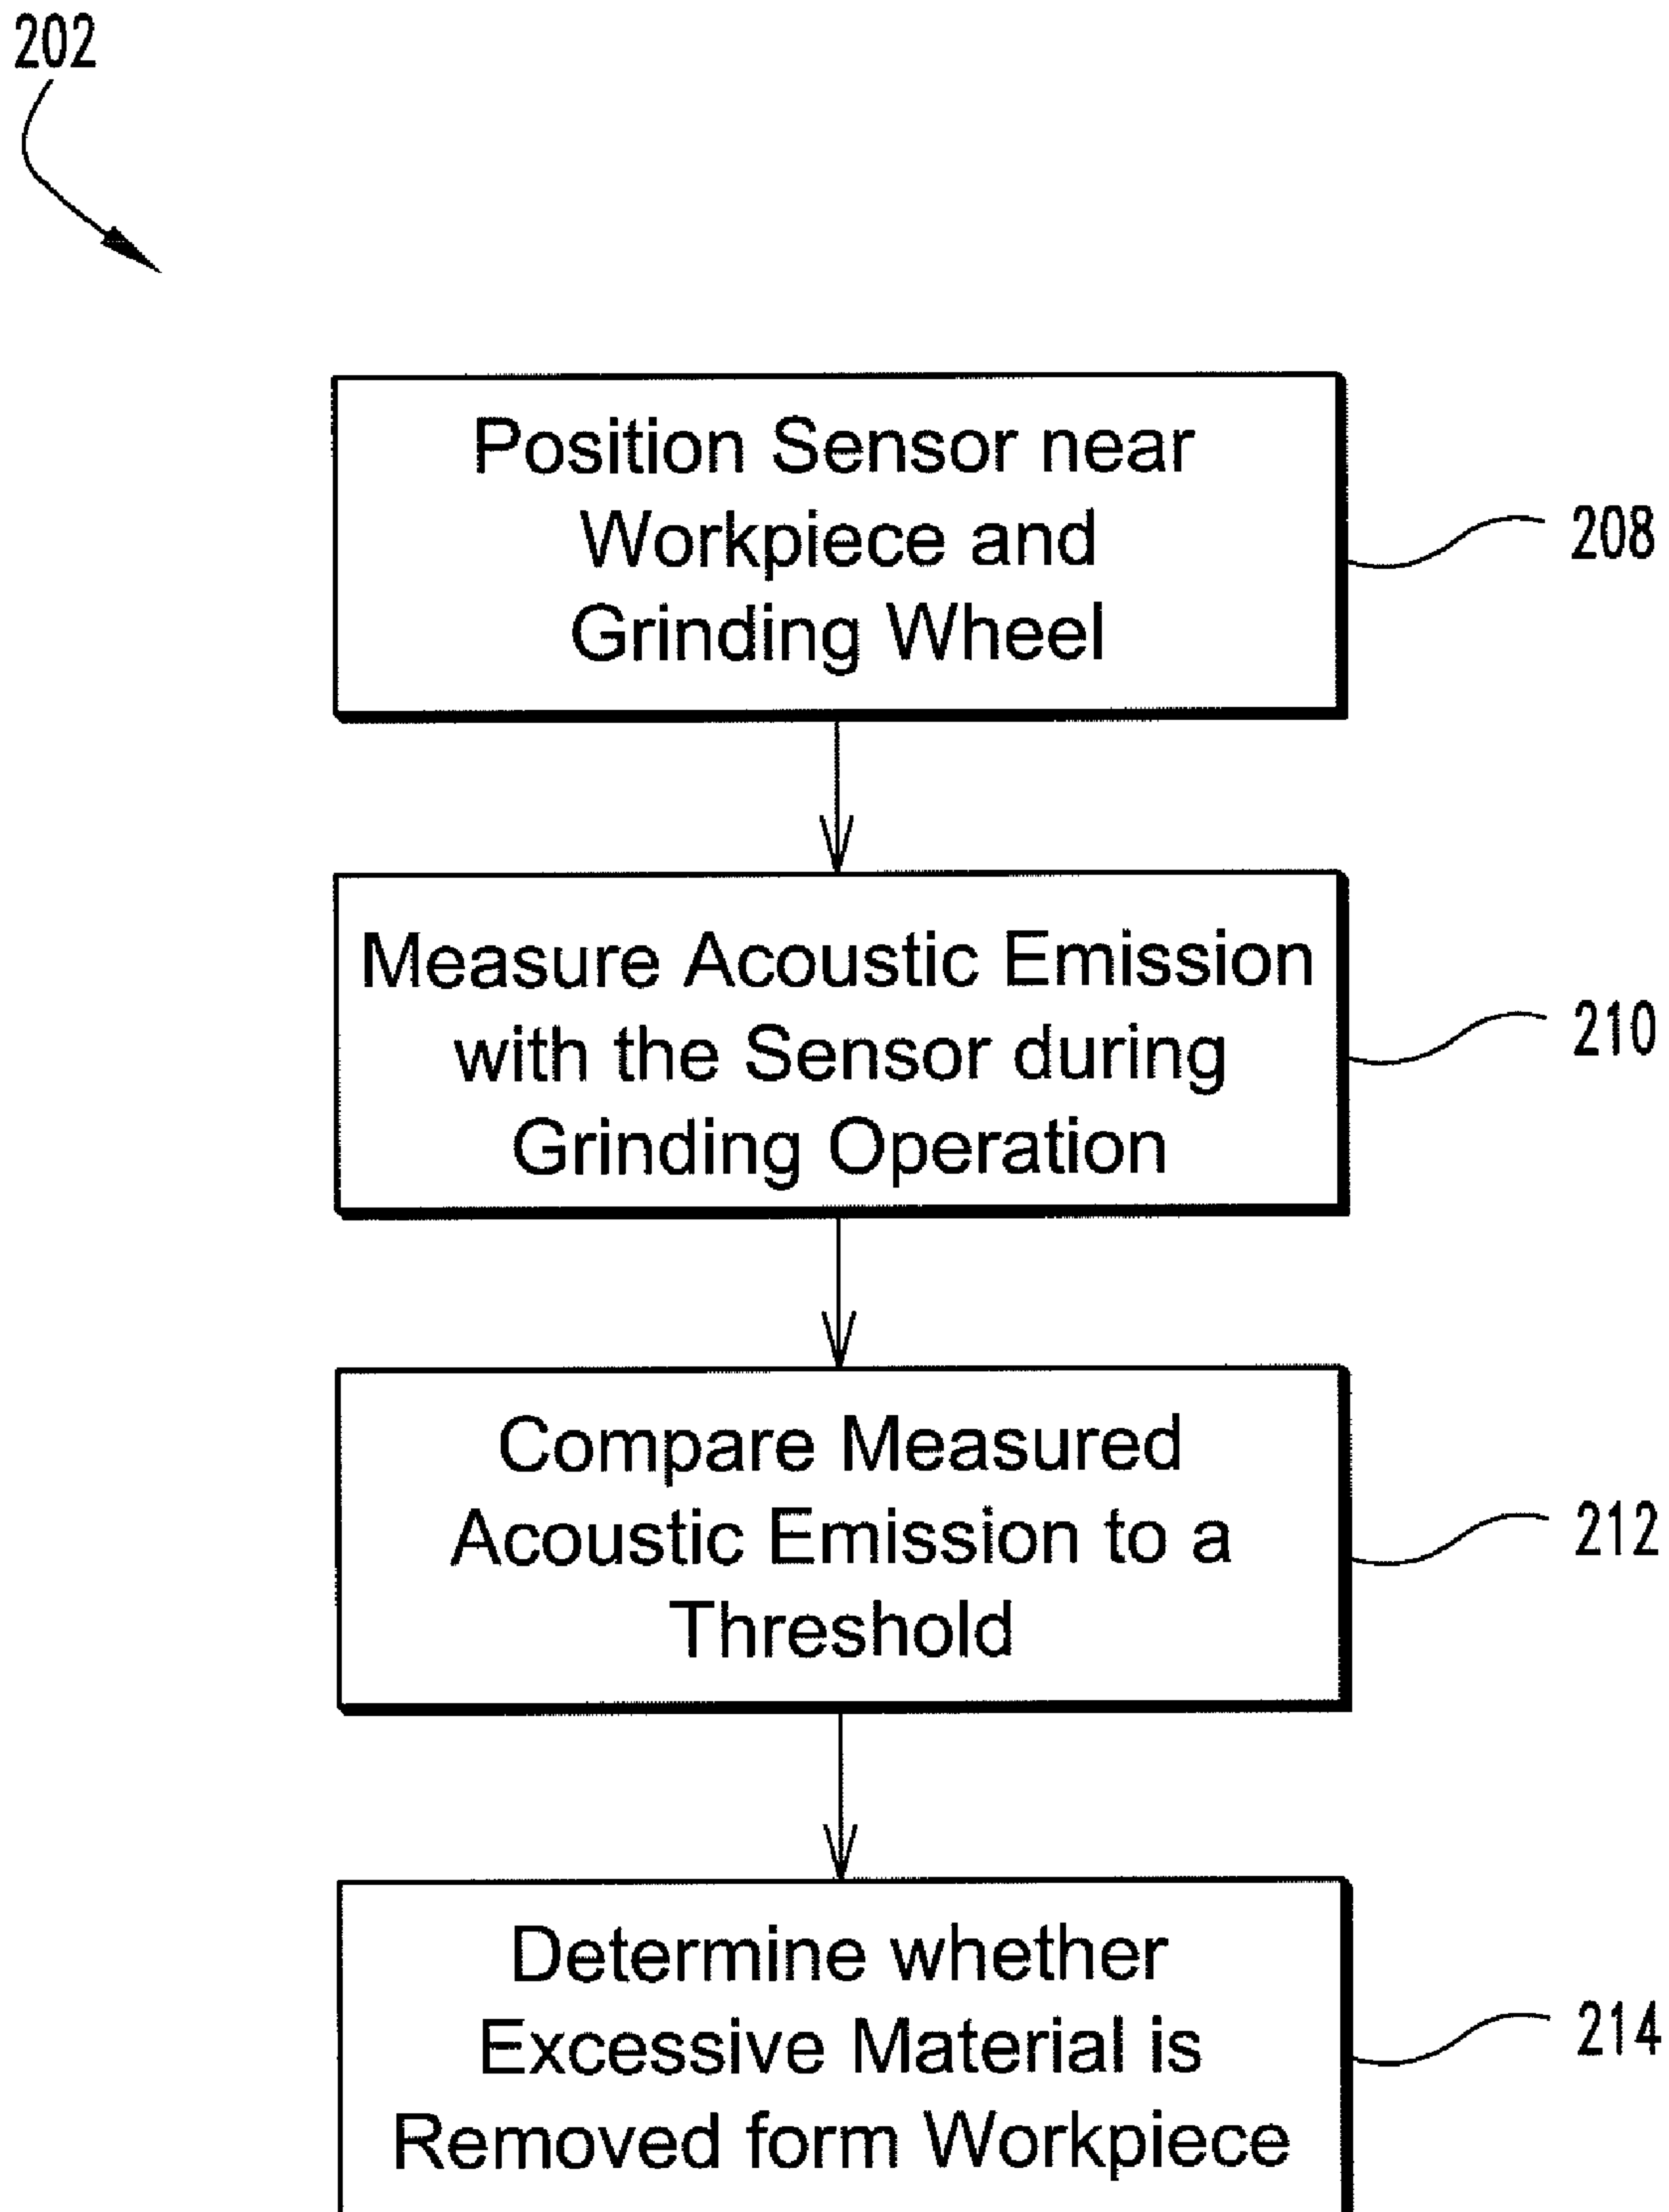 202
Position Sensor near
Workpiece and
Grinding Wheel
208
Measure Acoustic Emission
with the Sensor during
Grinding Operation
210
Compare Measured
Acoustic Emission to a
Threshold
212
Determine whether
Excessive Material is
Removed form Workpiece
214